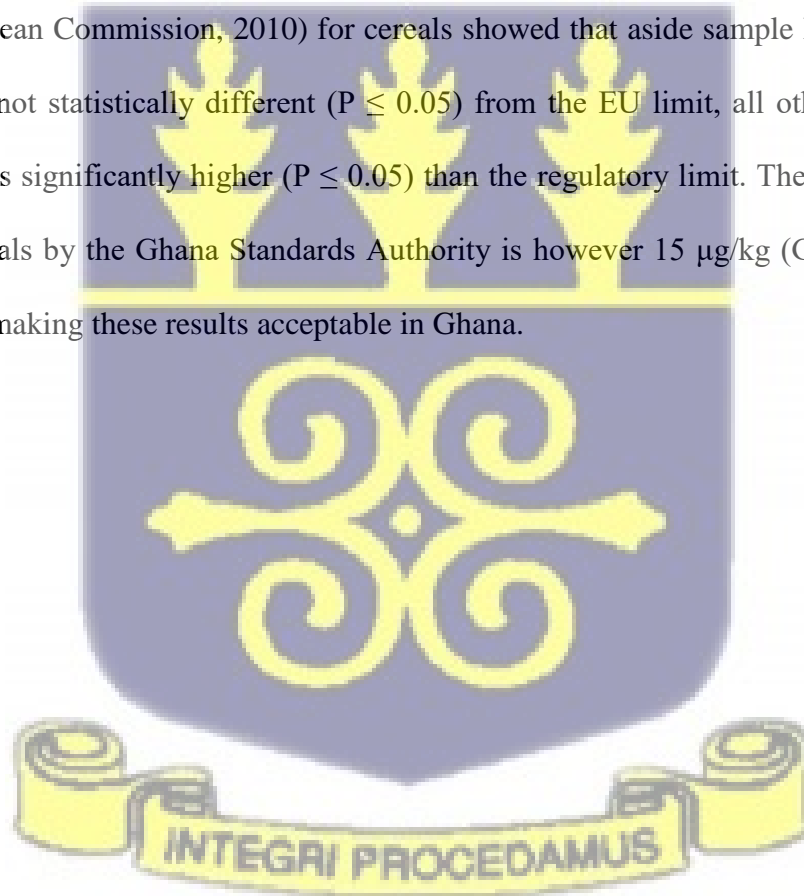 ean Commission, 2010) for cereals showed that aside sample
not statistically different (P ≤ 0.05) from the EU limit, all oth
s significantly higher (P ≤ 0.05) than the regulatory limit. The
als by the Ghana Standards Authority is however 15 μg/kg (G
making these results acceptable in Ghana.
INTEGRI PROCEDAMUS